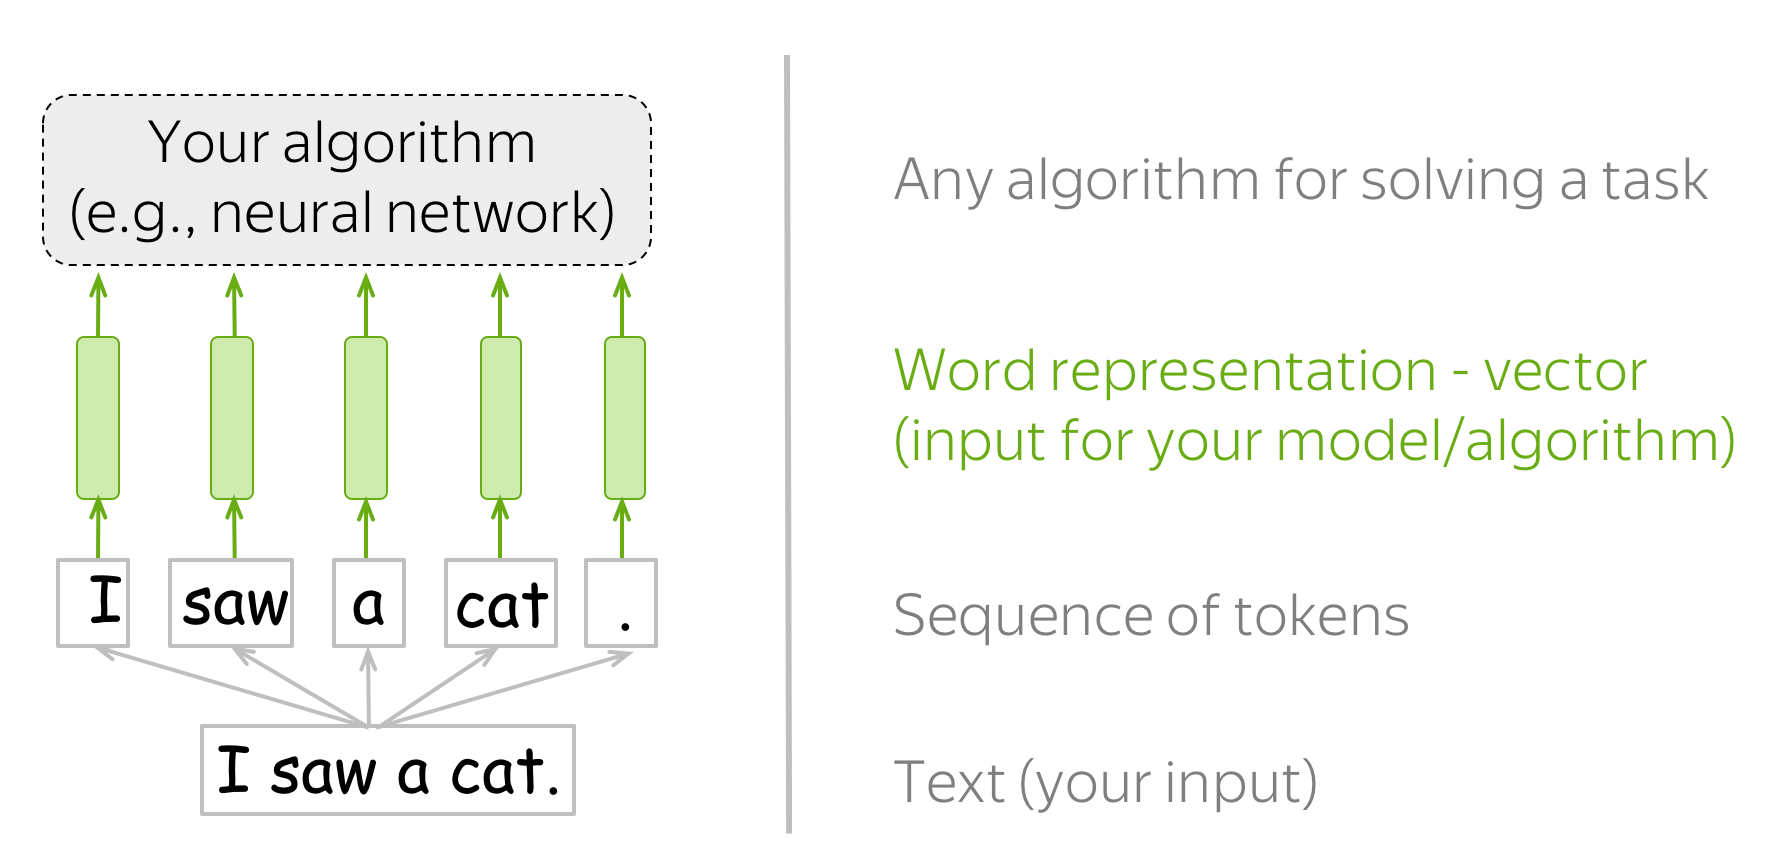 Your algorithm
(e.g., neural network)
Any algorithm for solving a task
Word representation - vector
(input for your model/algorithm)
I saw a cat .
Sequence of tokens
I saw a cat.
Text (your input)